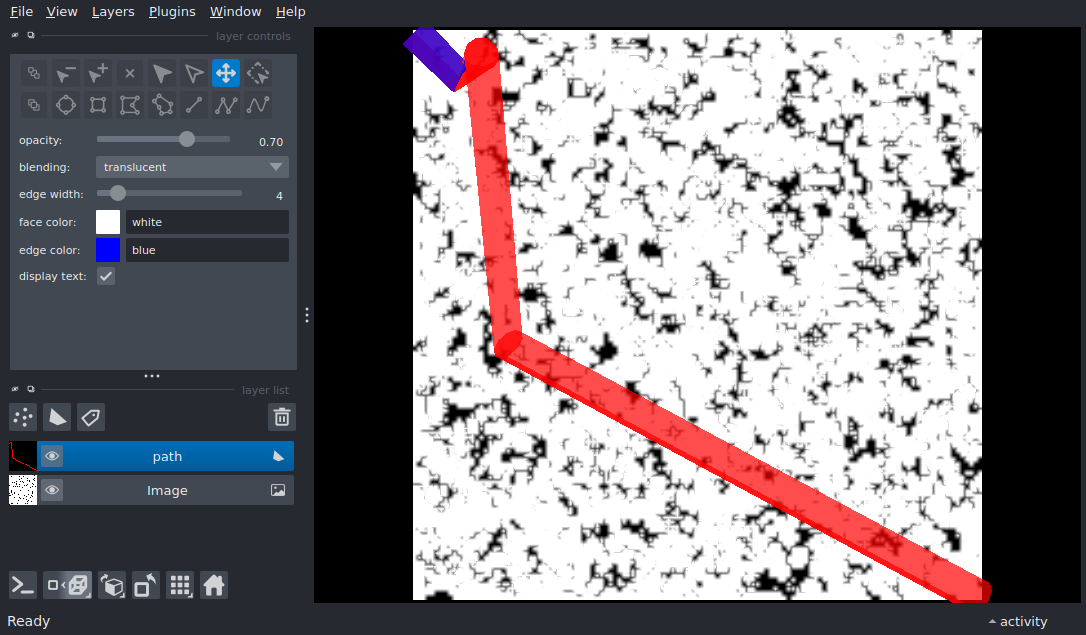 File View Layers Plugins Window Help
layer controls
opacity: 0.70
blending: translucent
edge width: 4
face color: white
edge color: blue
display text:
layer list
path
Image
Ready
activity